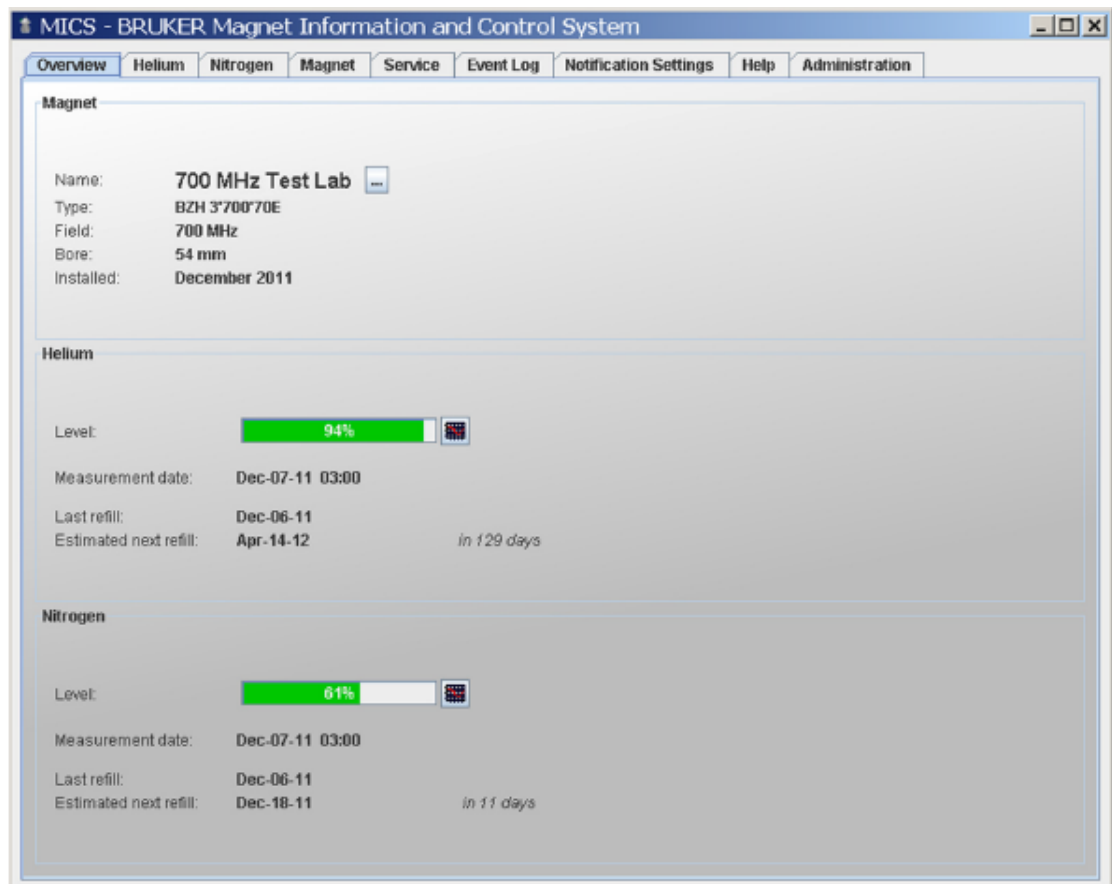 MICS - BRUKER Magnet Information and Control System
Overview Helium Nitrogen Magnet Service Event Log Notification Settings Help Administration
Magnet
Name: 700 MHz Test Lab ...
Type: BZH 3"700"70E
Field: 700 MHz
Bore: 54 mm
Installed: December 2011
Helium
Level: 94%
Measurement date: Dec-07-11 03:00
Last refill: Dec-06-11
Estimated next refill: Apr-14-12 in 129 days
Nitrogen
Level: 61%
Measurement date: Dec-07-11 03:00
Last refill: Dec-06-11
Estimated next refill: Dec-18-11 in 11 days